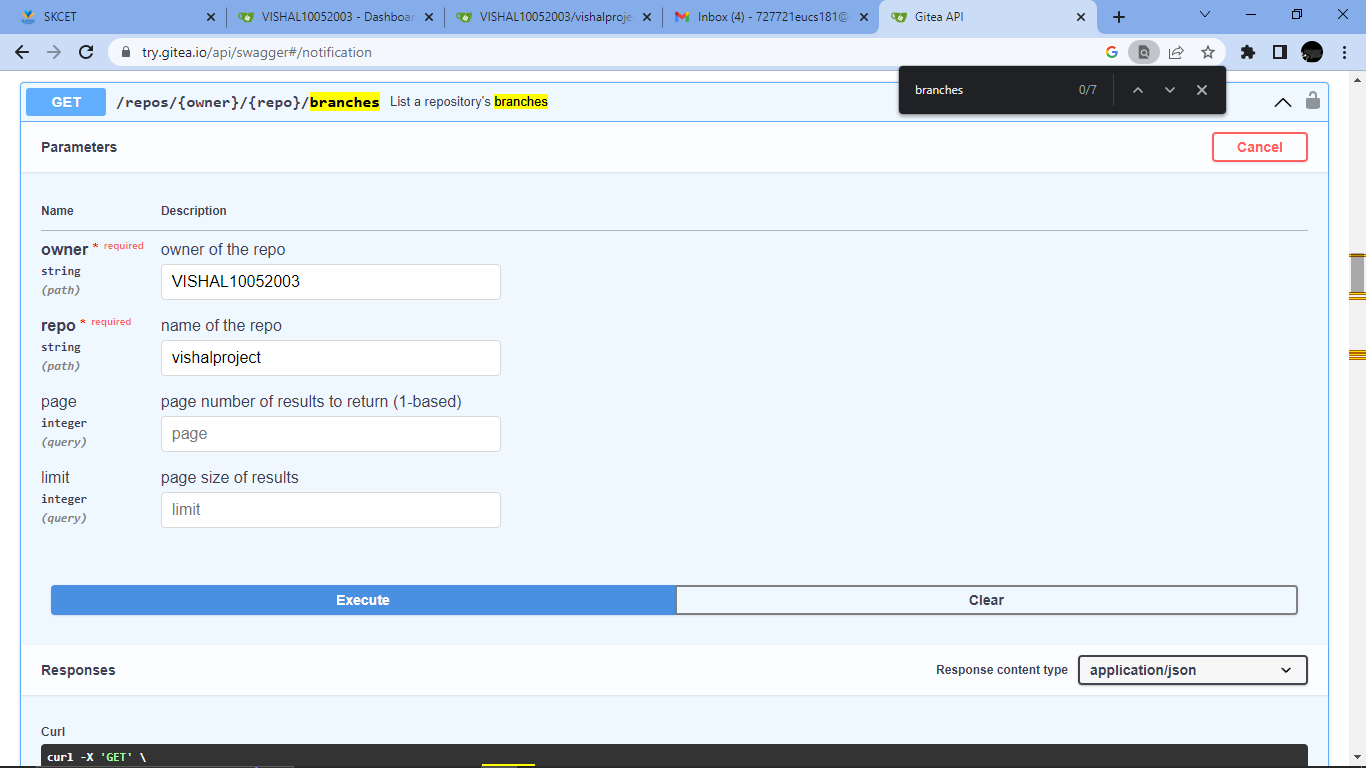 SKCET
VISHAL10052003 - Dashboar
VISHAL10052003/vishalproje
Inbox (4) - 727721eucs181@
Gitea API
try.gitea.io/api/swagger#/notification
branches 0/7
GET /repos/{owner}/{repo}/branches List a repository's branches
Parameters Cancel
Name Description
owner * required owner of the repo
string VISHAL10052003
(path)
repo * required name of the repo
string vishalproject
(path)
page page number of results to return (1-based)
integer page
(query)
limit page size of results
integer limit
(query)
Execute Clear
Responses Response content type application/json
Curl
curl -X 'GET' \